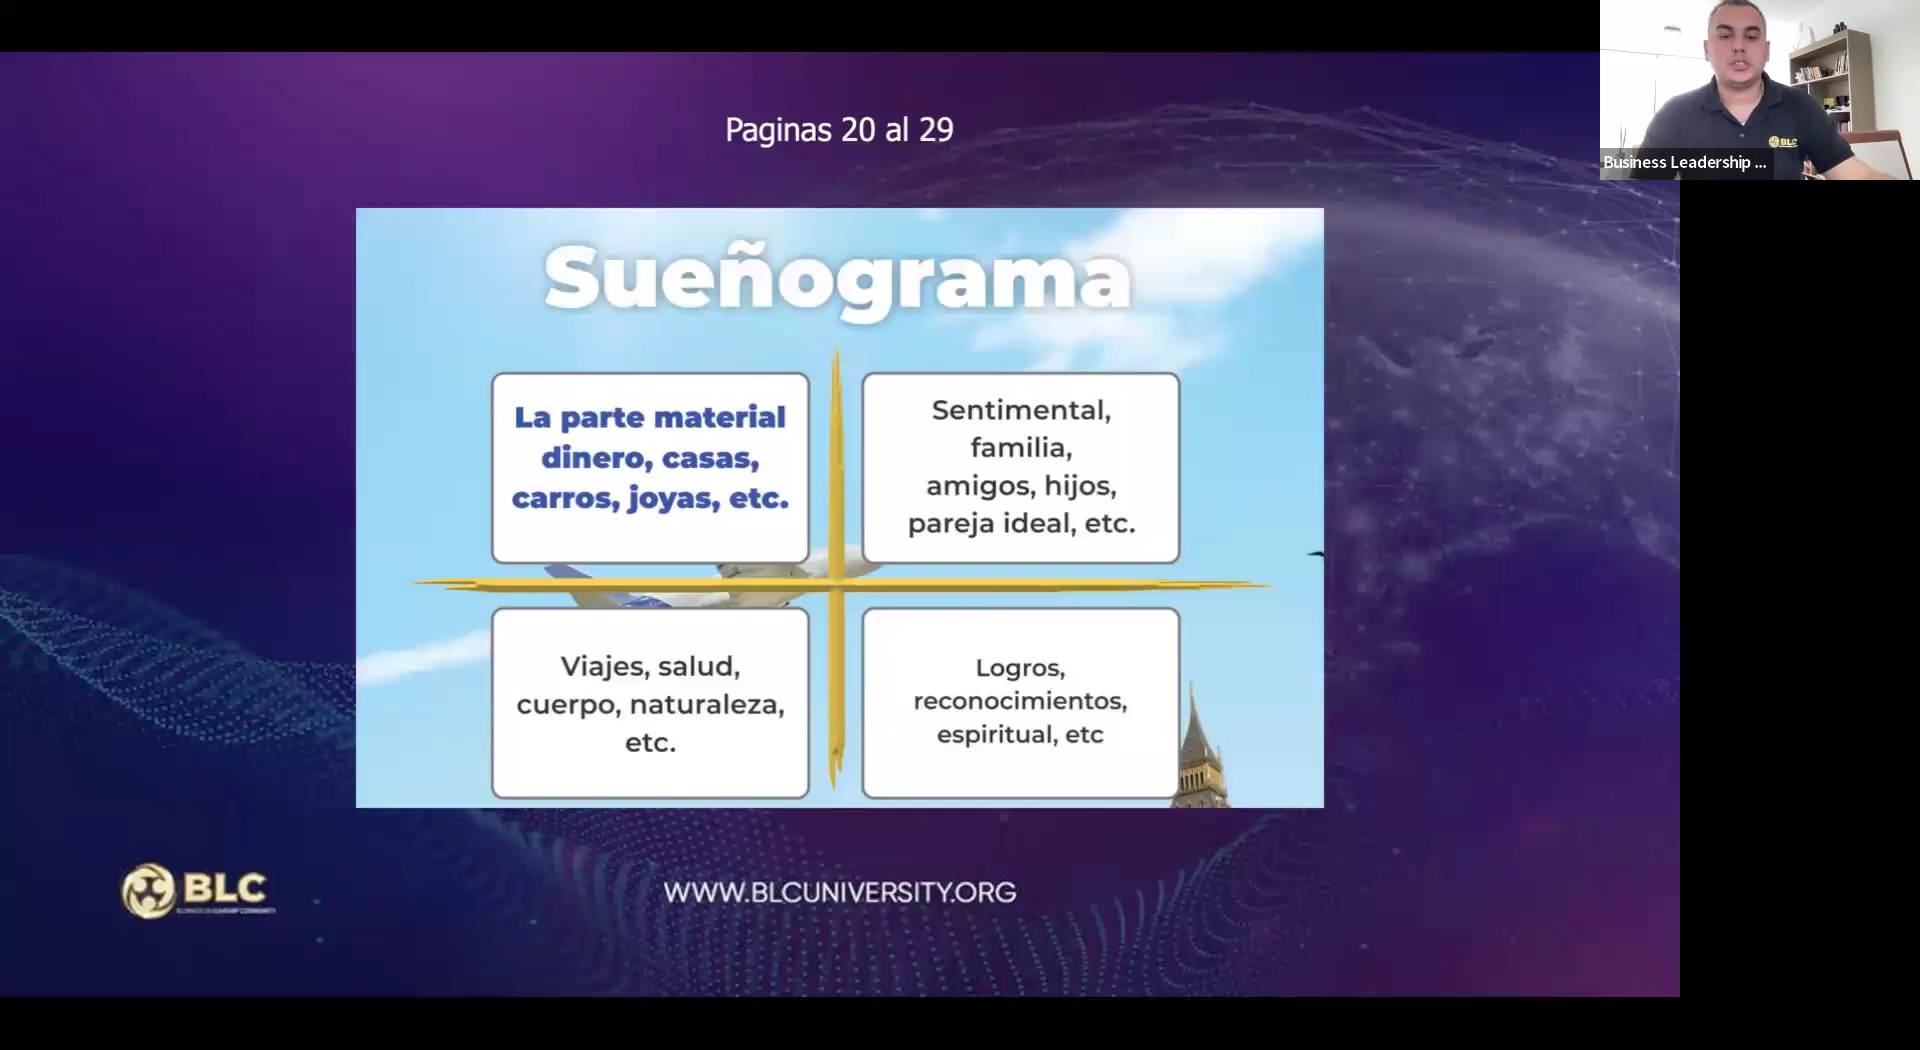 Paginas 20 al 29
Business Leadership ...
BLC
Sueñograma
La parte material
dinero, casas,
carros, joyas, etc.
Sentimental,
familia,
amigos, hijos,
pareja ideal, etc.
Viajes, salud,
cuerpo, naturaleza,
etc.
Logros,
reconocimientos,
espiritual, etc
BLC
WWW.BLCUNIVERSITY.ORG